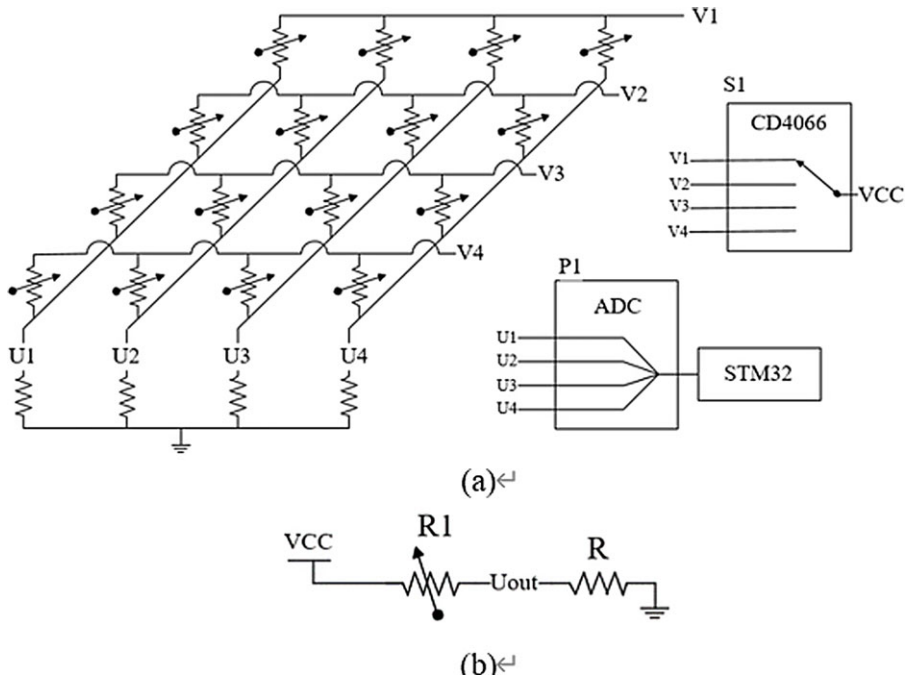 V1
V2
V3
V4
U1 U2 U3 U4
S1
CD4066
V1
V2
V3
V4
VCC
P1
ADC
U1
U2
U3
U4
STM32
(a)↵
VCC
R1
Uout
R
(b)↵